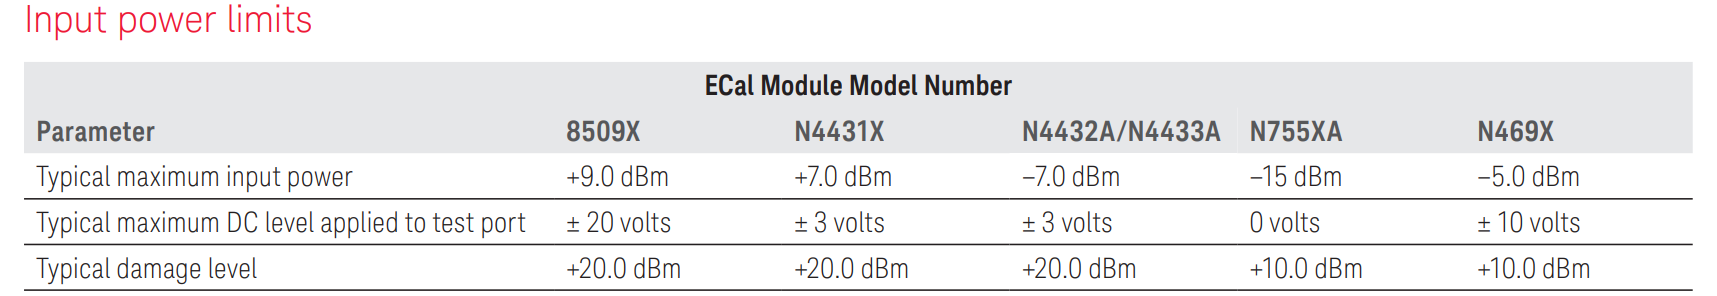 Input power limits
ECal Module Model Number
Parameter 8509X N4431X N4432A/N4433A N755XA N469X
Typical maximum input power +9.0 dBm +7.0 dBm –7.0 dBm –15 dBm –5.0 dBm
Typical maximum DC level applied to test port ± 20 volts ± 3 volts ± 3 volts 0 volts ± 10 volts
Typical damage level +20.0 dBm +20.0 dBm +20.0 dBm +10.0 dBm +10.0 dBm